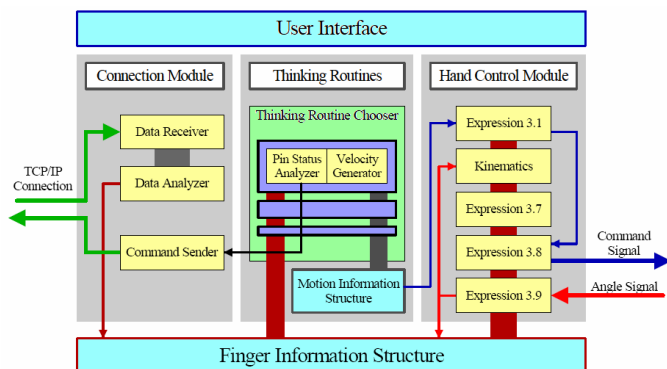 User Interface
Connection Module
Thinking Routines
Hand Control Module
Thinking Routine Chooser
Data Receiver
Expression 3.1
Pin Status
Analyzer
Velocity
Generator
Kinematics
TCP/IP
Connection
Data Analyzer
Expression 3.7
Command Sender
Expression 3.8
Command
Signal
Motion Information
Structure
Expression 3.9
Angle Signal
Finger Information Structure